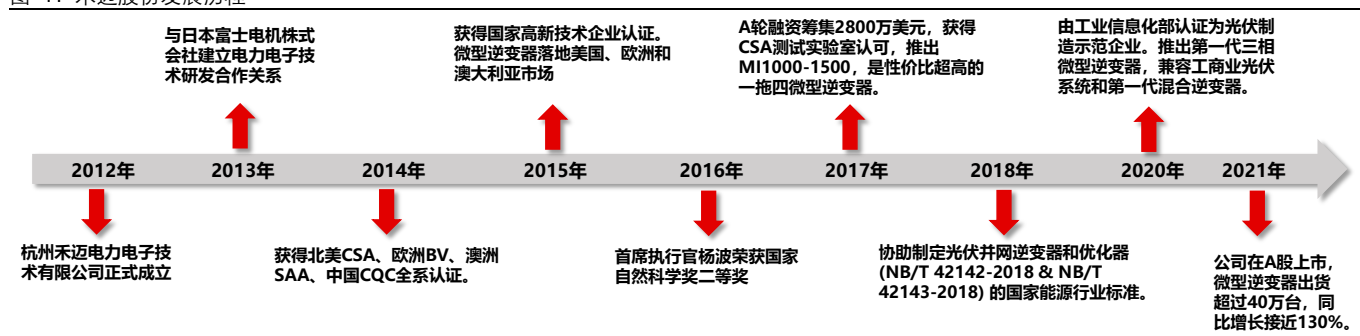 图 4：禾迈股份发展历程
与日本富士电机株式
会社建立电力电子技
术研发合作关系
获得国家高新技术企业认证。
微型逆变器落地美国、欧洲和
澳大利亚市场
A轮融资筹集2800万美元，获得
CSA测试实验室认可，推出
MI1000-1500，是性价比超高的
一拖四微型逆变器。
由工业信息化部认证为光伏制
造示范企业。推出第一代三相
微型逆变器，兼容工商业光伏
系统和第一代混合逆变器。
2012年
2013年
2014年
2015年
2016年
2017年
2018年
2020年
2021年
杭州禾迈电力电子技
术有限公司正式成立
获得北美CSA、欧洲BV、澳洲
SAA、中国CQC全系认证。
首席执行官杨波荣获国家
自然科学奖二等奖
协助制定光伏并网逆变器和优化器
(NB/T 42142-2018 & NB/T
42143-2018) 的国家能源行业标准。
公司在A股上市，
微型逆变器出货
超过40万台，同
比增长接近130%。